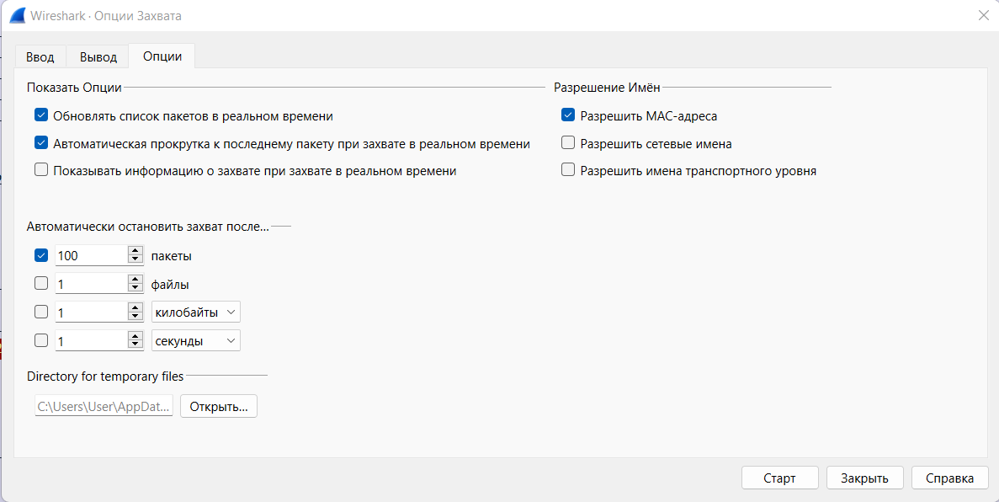 Wireshark · Опции Захвата
Ввод Вывод Опции
Показать Опции
Обновлять список пакетов в реальном времени
Автоматическая прокрутка к последнему пакету при захвате в реальном времени
Показывать информацию о захвате при захвате в реальном времени
Разрешение Имён
Разрешить MAC-адреса
Разрешить сетевые имена
Разрешить имена транспортного уровня
Автоматически остановить захват после...
100 пакеты
1 файлы
1 килобайты
1 секунды
Directory for temporary files
C:\Users\User\AppDat... Открыть...
Старт Закрыть Справка